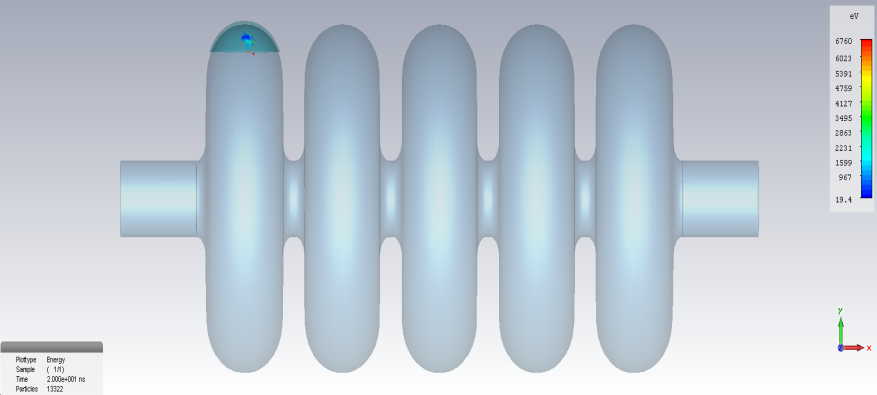 eV
6760
6023
5391
4759
4127
3495
2863
2231
1599
967
19.4
y
x
Plottype Energy
Sample ( 1/1)
Time 2.000e+001 ns
Particles 13322